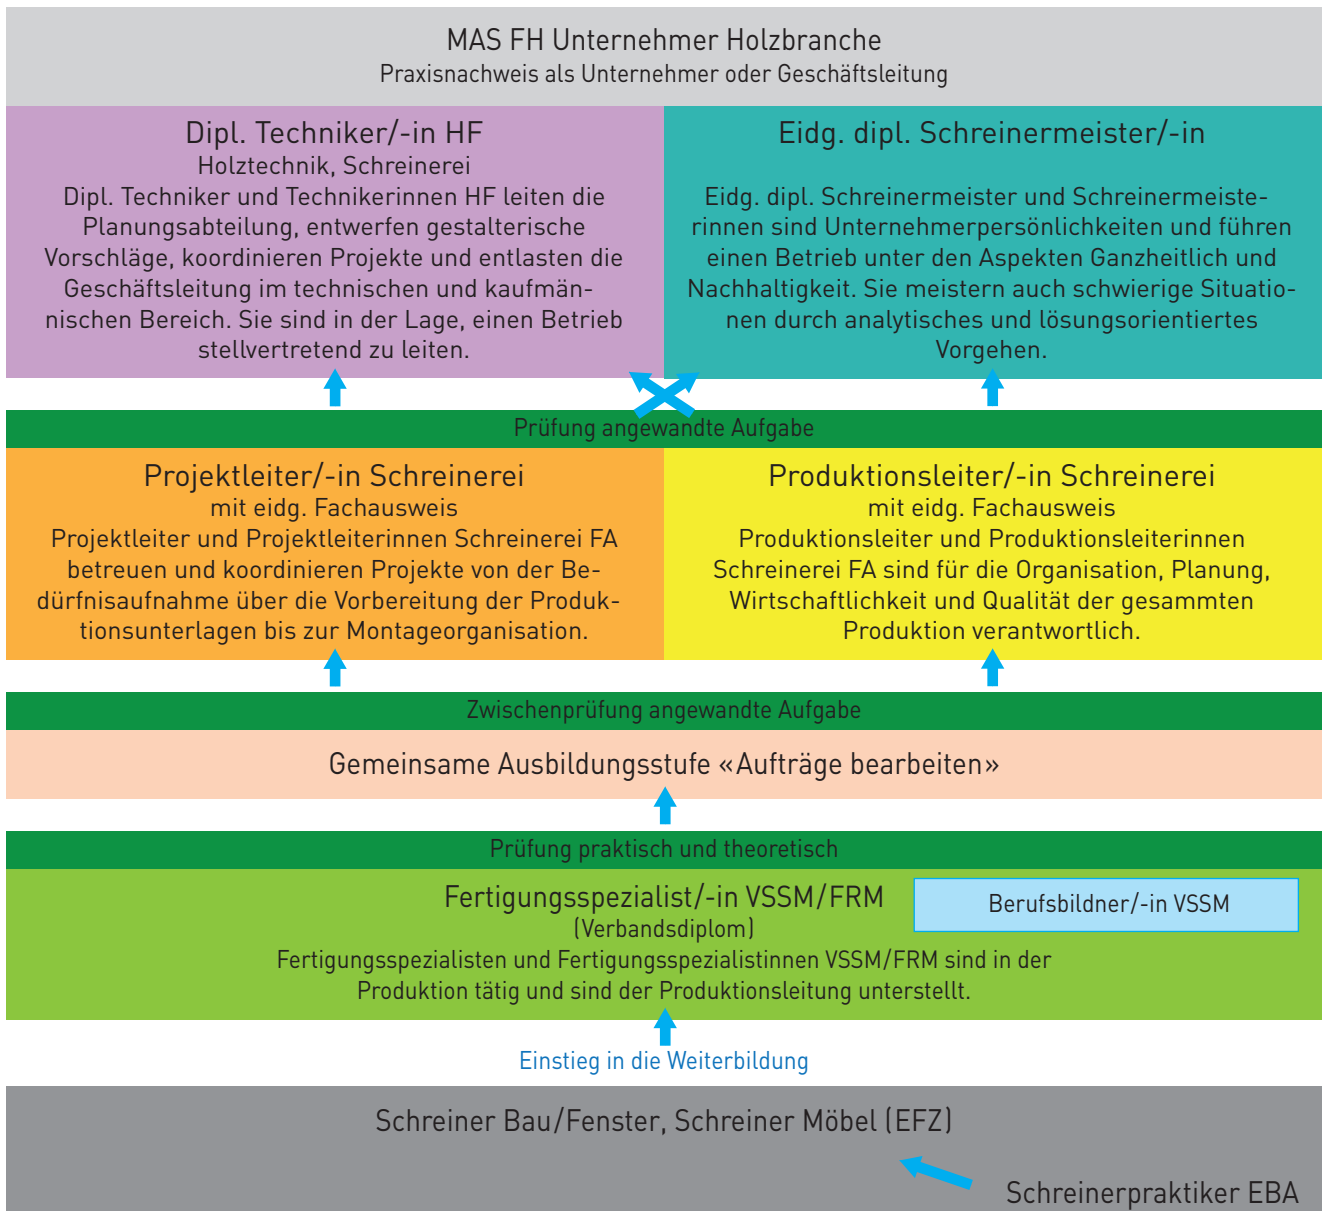 MAS FH Unternehmer Holzbranche
Praxisnachweis als Unternehmer oder Geschäftsleitung
Dipl. Techniker/-in HF
Holztechnik, Schreinerei
Dipl. Techniker und Technikerinnen HF leiten die
Planungsabteilung, entwerfen gestalterische
Vorschläge, koordinieren Projekte und entlasten die
Geschäftsleitung im technischen und kaufmän-
nischen Bereich. Sie sind in der Lage, einen Betrieb
stellvertretend zu leiten.
Eidg. dipl. Schreinermeister/-in
Eidg. dipl. Schreinermeister und Schreinermeiste-
rinnen sind Unternehmerpersönlichkeiten und führen
einen Betrieb unter den Aspekten Ganzheitlich und
Nachhaltigkeit. Sie meistern auch schwierige Situatio-
nen durch analytisches und lösungsorientiertes
Vorgehen.
Prüfung angewandte Aufgabe
Projektleiter/-in Schreinerei
mit eidg. Fachausweis
Projektleiter und Projektleiterinnen Schreinerei FA
betreuen und koordinieren Projekte von der Be-
dürfnisaufnahme über die Vorbereitung der Produk-
tionsunterlagen bis zur Montageorganisation.
Produktionsleiter/-in Schreinerei
mit eidg. Fachausweis
Produktionsleiter und Produktionsleiterinnen
Schreinerei FA sind für die Organisation, Planung,
Wirtschaftlichkeit und Qualität der gesammten
Produktion verantwortlich.
Zwischenprüfung angewandte Aufgabe
Gemeinsame Ausbildungsstufe «Aufträge bearbeiten»
Prüfung praktisch und theoretisch
Fertigungsspezialist/-in VSSM/FRM
(Verbandsdiplom)
Fertigungsspezialisten und Fertigungsspezialistinnen VSSM/FRM sind in der
Produktion tätig und sind der Produktionsleitung unterstellt.
Berufsbildner/-in VSSM
Einstieg in die Weiterbildung
Schreiner Bau/Fenster, Schreiner Möbel (EFZ)
Schreinerpraktiker EBA